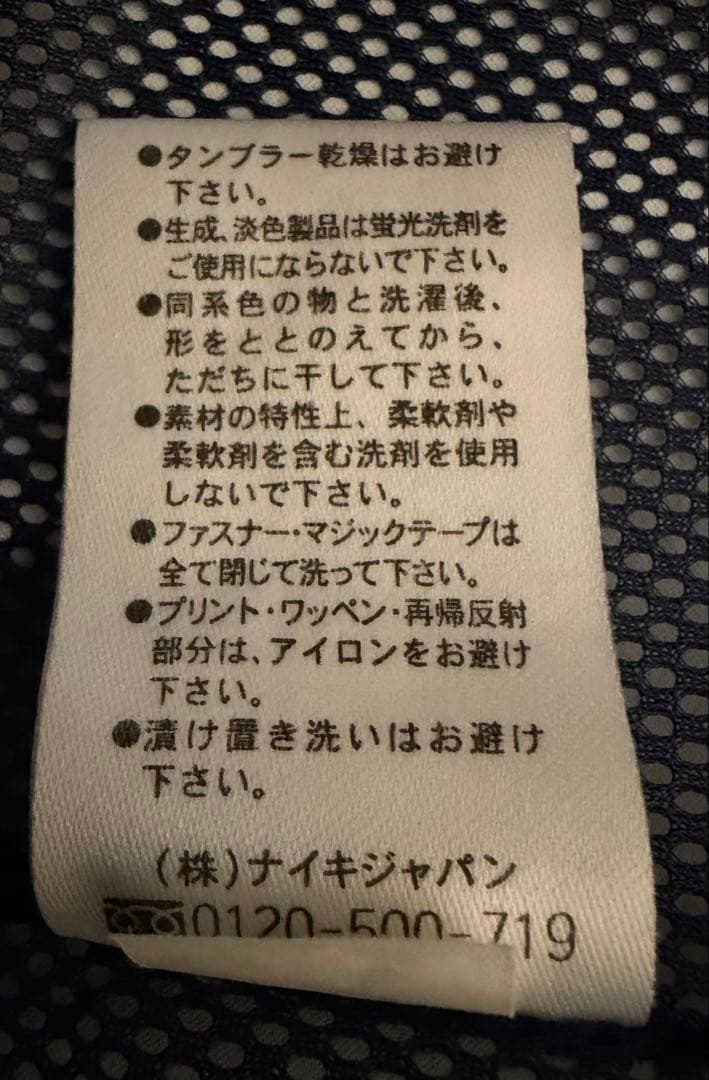 ●タンブラー乾燥はお避け
下さい。
●生成、淡色製品は蛍光洗剤を
ご使用にならないで下さい。
●同系色の物と洗濯後、
形をととのえてから、
ただちに干して下さい。
●素材の特性上、柔軟剤や
柔軟剤を含む洗剤を使用
しないで下さい。
●ファスナー・マジックテープは
全て閉じて洗って下さい。
●プリント・ワッペン・再帰反射
部分は、アイロンをお避け
下さい。
●漬け置き洗いはお避け
下さい。
(株)ナイキジャパン
0120-500-719